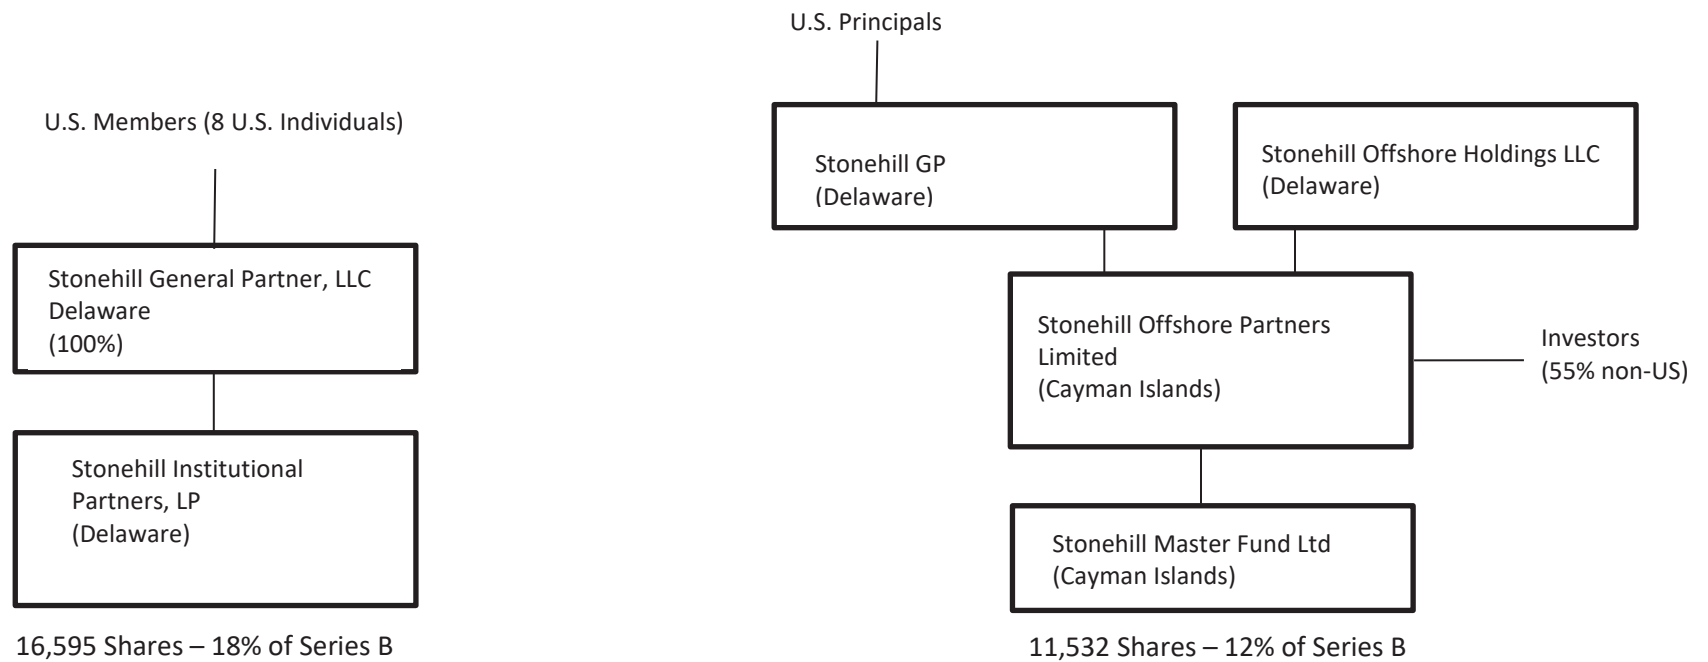 U.S. Principals
U.S. Members (8 U.S. Individuals)
Stonehill General Partner, LLC
Delaware
(100%)
Stonehill Institutional
Partners, LP
(Delaware)
16,595 Shares – 18% of Series B
Stonehill GP
(Delaware)
Stonehill Offshore Holdings LLC
(Delaware)
Stonehill Offshore Partners
Limited
(Cayman Islands)
Investors
(55% non-US)
Stonehill Master Fund Ltd
(Cayman Islands)
11,532 Shares – 12% of Series B